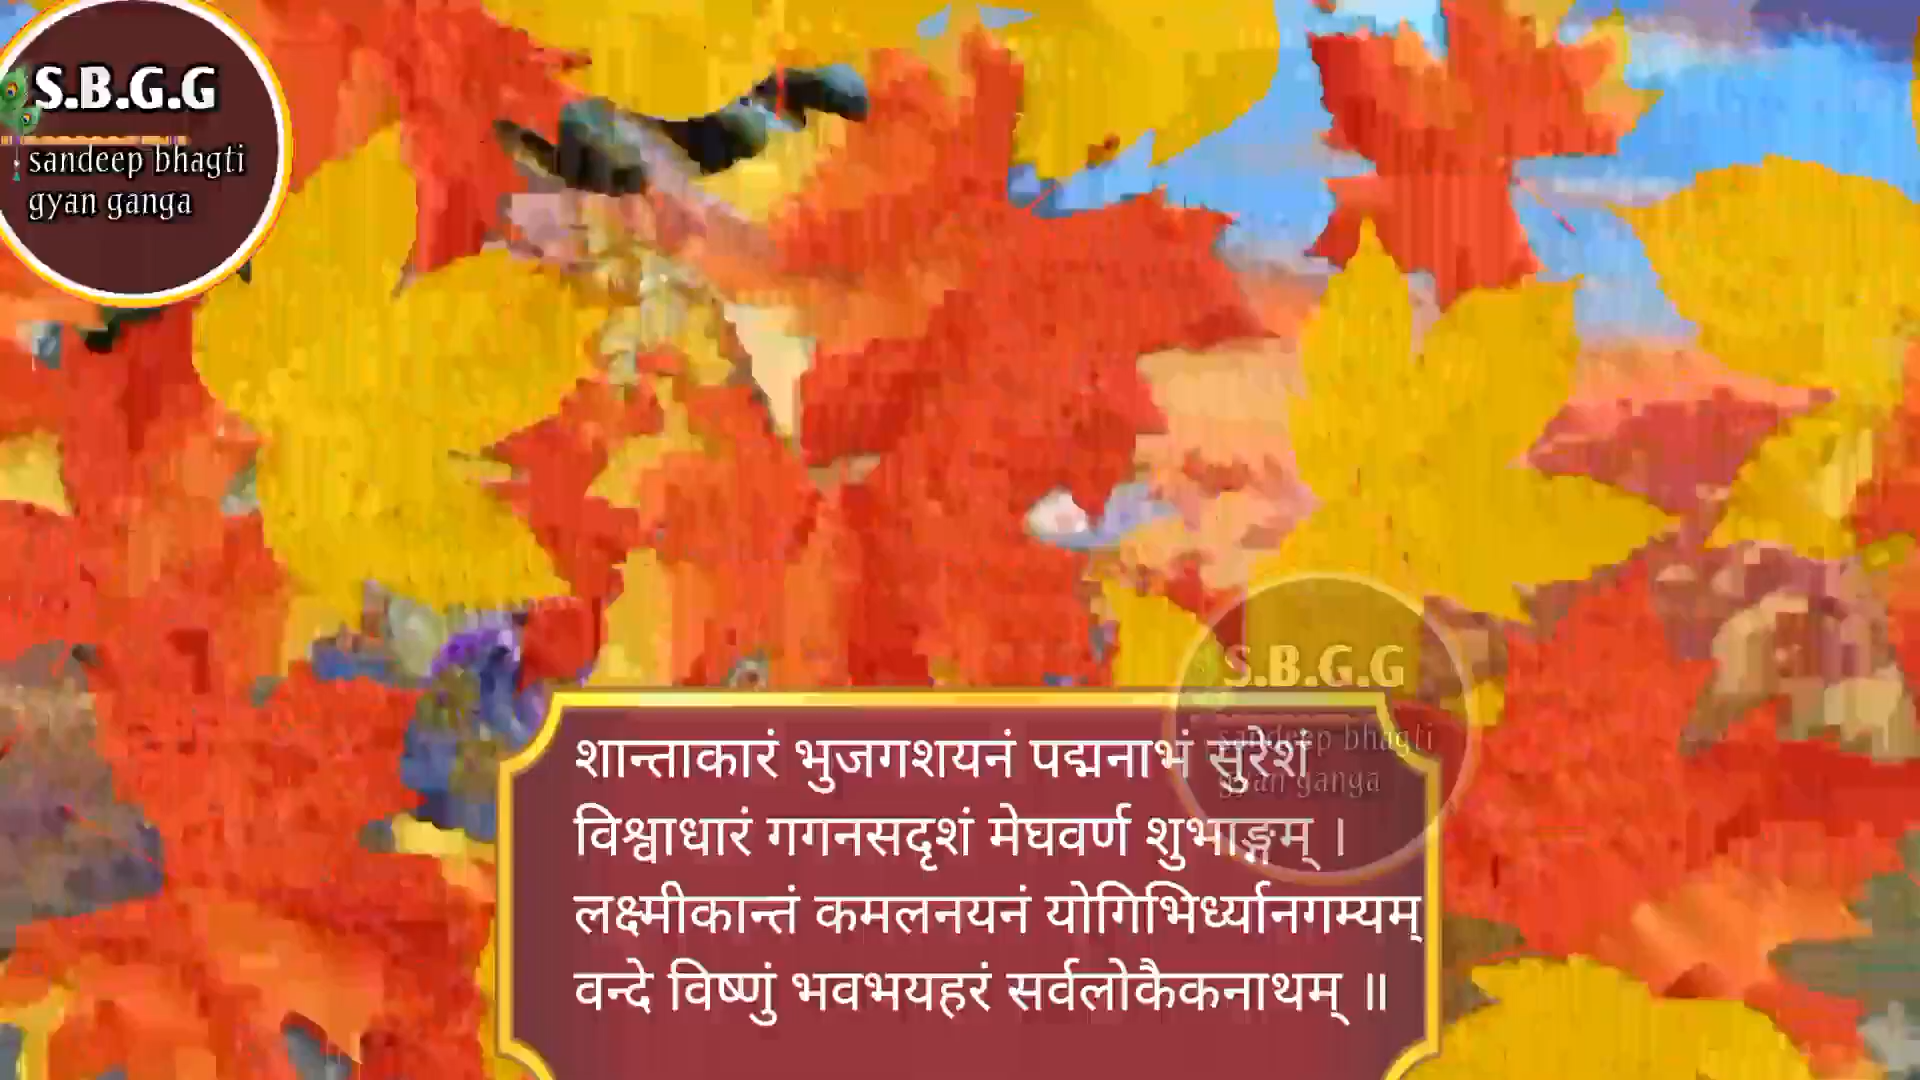 S.B.G.G
sandeep bhagti
gyan ganga
S.B.G.G
sandeep bhagti
gyan ganga
शान्ताकारं भुजगशयनं पद्मनाभं सुरेशं
विश्वाधारं गगनसदृशं मेघवर्ण शुभाङ्गम् ।
लक्ष्मीकान्तं कमलनयनं योगिभिर्ध्यानगम्यम्
वन्दे विष्णुं भवभयहरं सर्वलोकैकनाथम् ॥